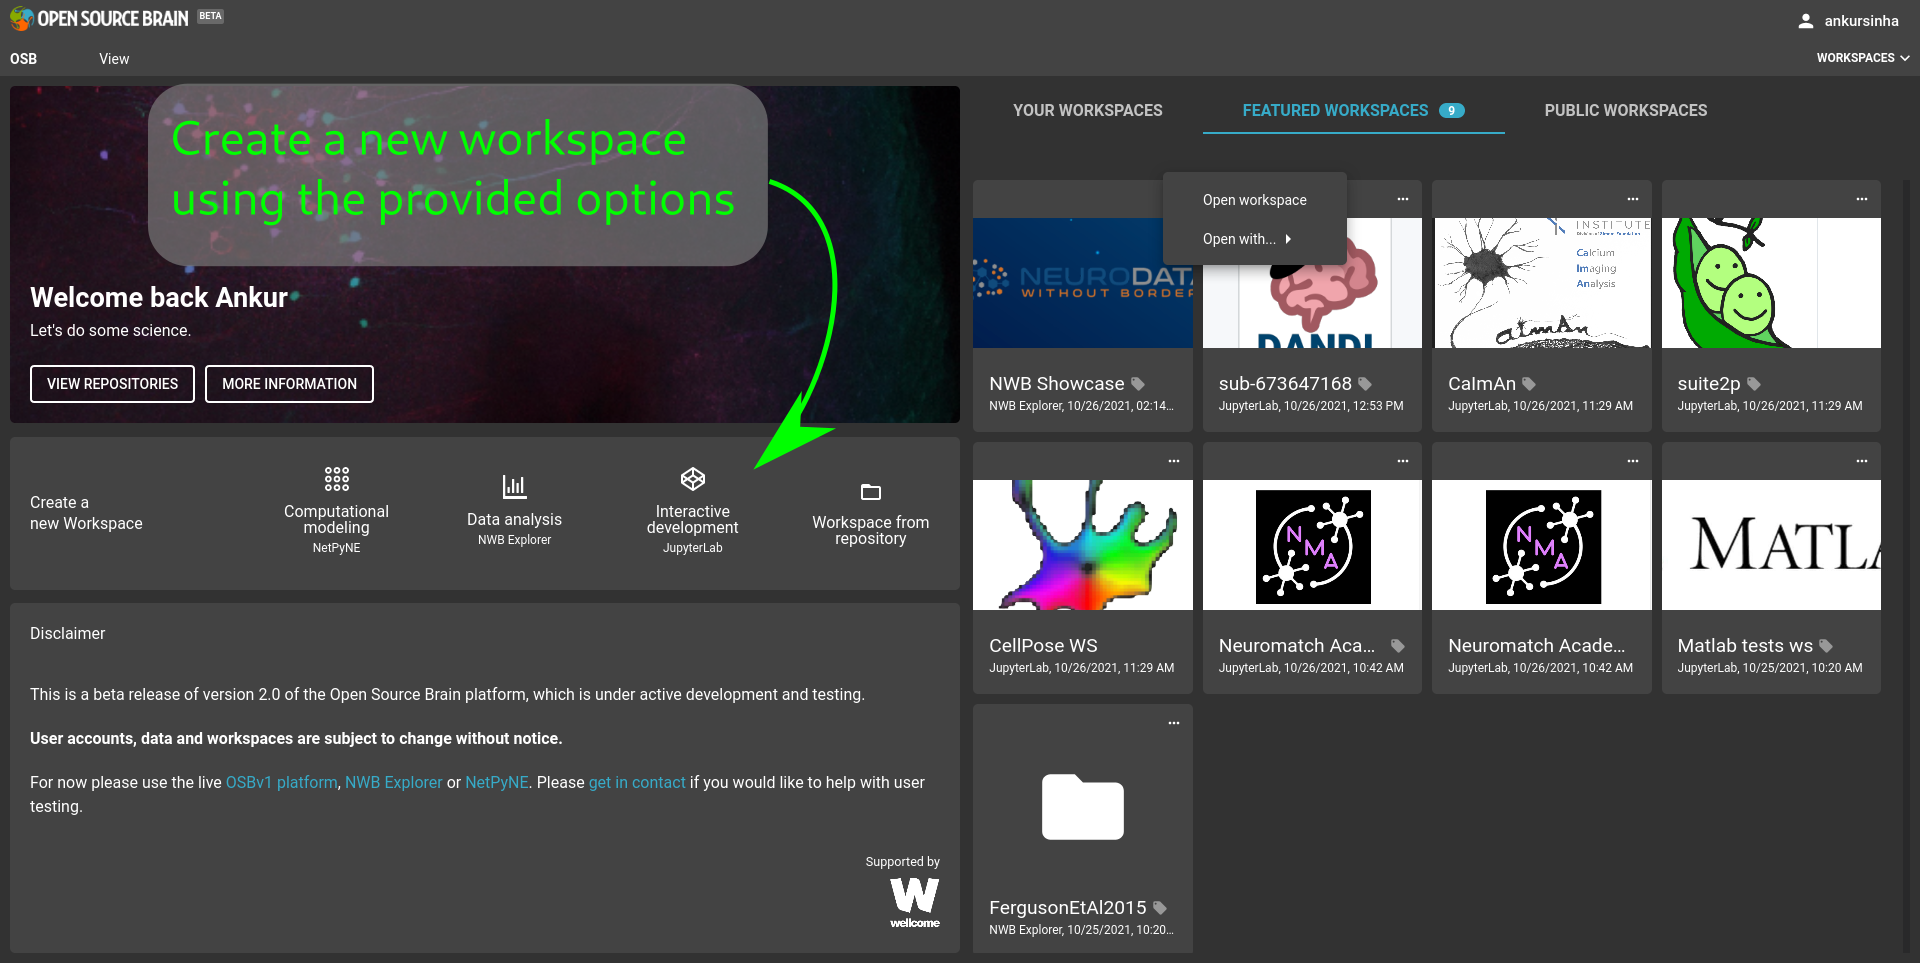 OPEN SOURCE BRAIN BETA
ankursinha
OSB View
WORKSPACES
Create a new workspace
using the provided options
Welcome back Ankur
Let's do some science.
VIEW REPOSITORIES MORE INFORMATION
Create a
new Workspace
Computational
modeling
NetPyNE
Data analysis
NWB Explorer
Interactive
development
JupyterLab
Workspace from
repository
Disclaimer
This is a beta release of version 2.0 of the Open Source Brain platform, which is under active development and testing.
User accounts, data and workspaces are subject to change without notice.
For now please use the live OSBv1 platform, NWB Explorer or NetPyNE. Please get in contact if you would like to help with user
testing.
Supported by
W
wellcome
YOUR WORKSPACES FEATURED WORKSPACES 9 PUBLIC WORKSPACES
Open workspace
Open with...
NEURODATA
WITHOUT BORDER
NWB Showcase
NWB Explorer, 10/26/2021, 02:14...
DANDI
sub-673647168
JupyterLab, 10/26/2021, 12:53 PM
INSTITUTE
Calcium
Imaging
Analysis
CaImAn
CaImAn
JupyterLab, 10/26/2021, 11:29 AM
suite2p
JupyterLab, 10/26/2021, 11:29 AM
CellPose WS
JupyterLab, 10/26/2021, 11:29 AM
NMA
Neuromatch Aca...
JupyterLab, 10/26/2021, 10:42 AM
NMA
Neuromatch Acade...
JupyterLab, 10/26/2021, 10:42 AM
MATLA
Matlab tests ws
JupyterLab, 10/25/2021, 10:20 AM
FergusonEtAl2015
NWB Explorer, 10/25/2021, 10:20...